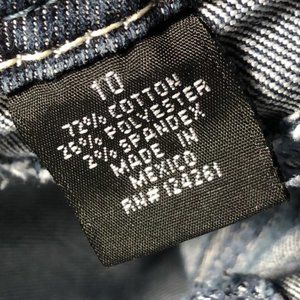 10
72% COTTON
26% POLYESTER
2% SPANDEX
MADE IN
MEXICO
RN#124261